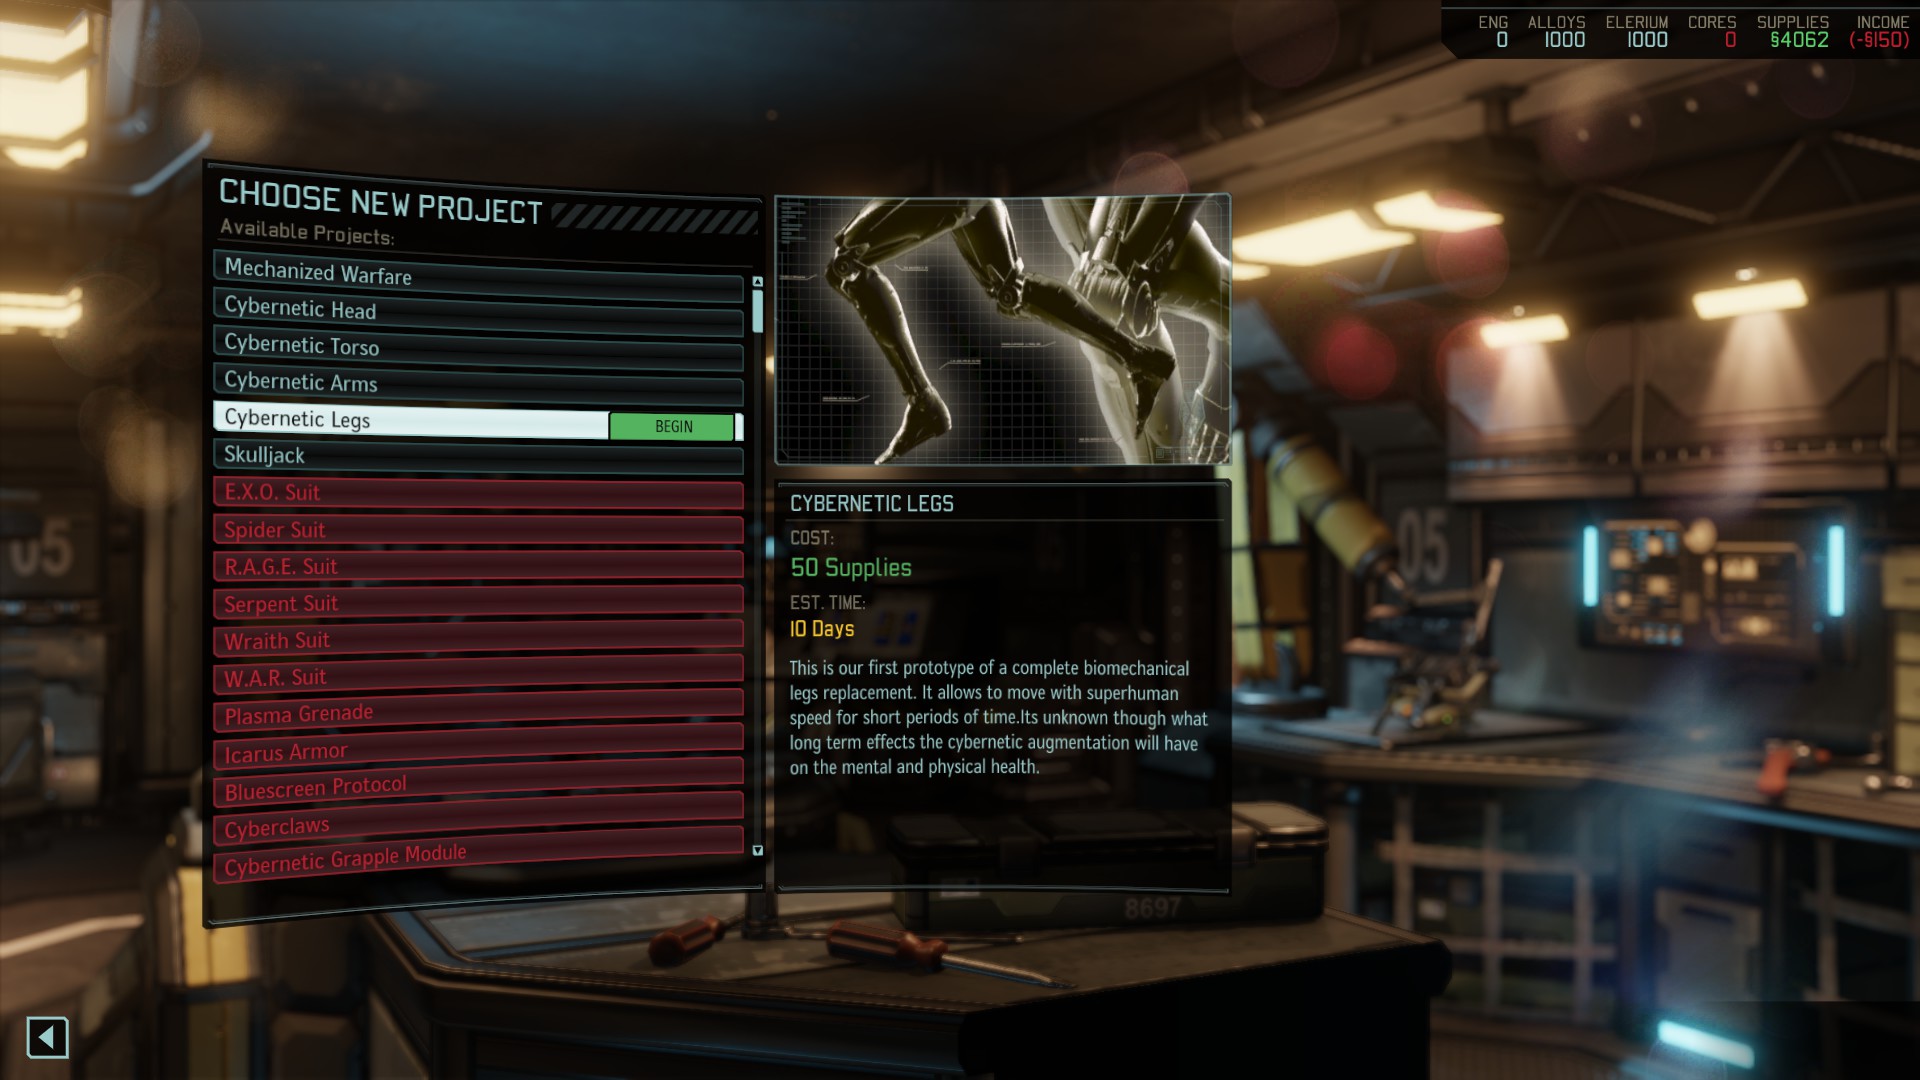 ENG ALLOYS ELERIUM CORES SUPPLIES INCOME
0 1000 1000 0 §4062 (-§150)
CHOOSE NEW PROJECT
Available Projects:
Mechanized Warfare
Cybernetic Head
Cybernetic Torso
Cybernetic Arms
Cybernetic Legs BEGIN
Skulljack
E.X.O. Suit
Spider Suit
R.A.G.E. Suit
Serpent Suit
Wraith Suit
W.A.R. Suit
Plasma Grenade
Icarus Armor
Bluescreen Protocol
Cyberclaws
Cybernetic Grapple Module
CYBERNETIC LEGS
COST:
50 Supplies
EST. TIME:
10 Days
This is our first prototype of a complete biomechanical
legs replacement. It allows to move with superhuman
speed for short periods of time.Its unknown though what
long term effects the cybernetic augmentation will have
on the mental and physical health.
05
05
8697